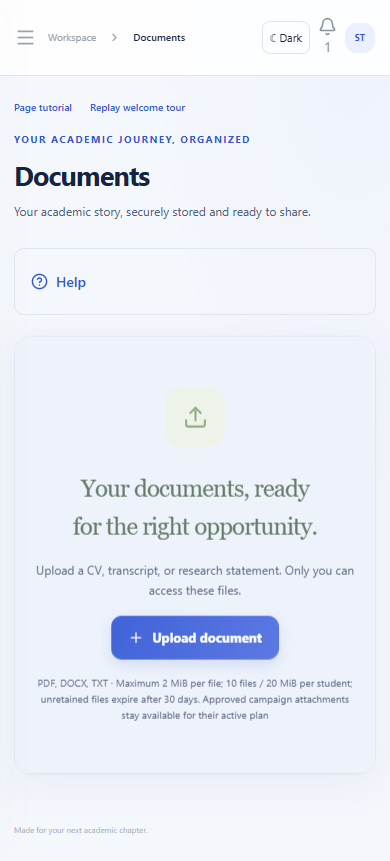 Workspace > Documents
☾ Dark
1
ST
Page tutorial
Replay welcome tour
YOUR ACADEMIC JOURNEY, ORGANIZED
Documents
Your academic story, securely stored and ready to share.
Help
Your documents, ready
for the right opportunity.
Upload a CV, transcript, or research statement. Only you can
access these files.
+ Upload document
PDF, DOCX, TXT · Maximum 2 MiB per file; 10 files / 20 MiB per student;
unretained files expire after 30 days. Approved campaign attachments
stay available for their active plan
Made for your next academic chapter.